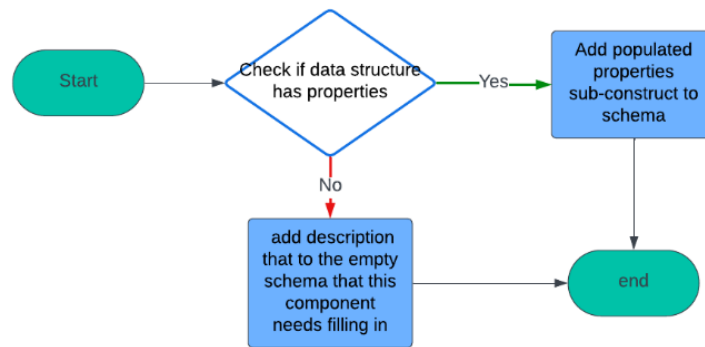 Start
Check if data structure
has properties
Yes
Add populated
properties
sub-construct to
schema
No
add description
that to the empty
schema that this
component
needs filling in
end